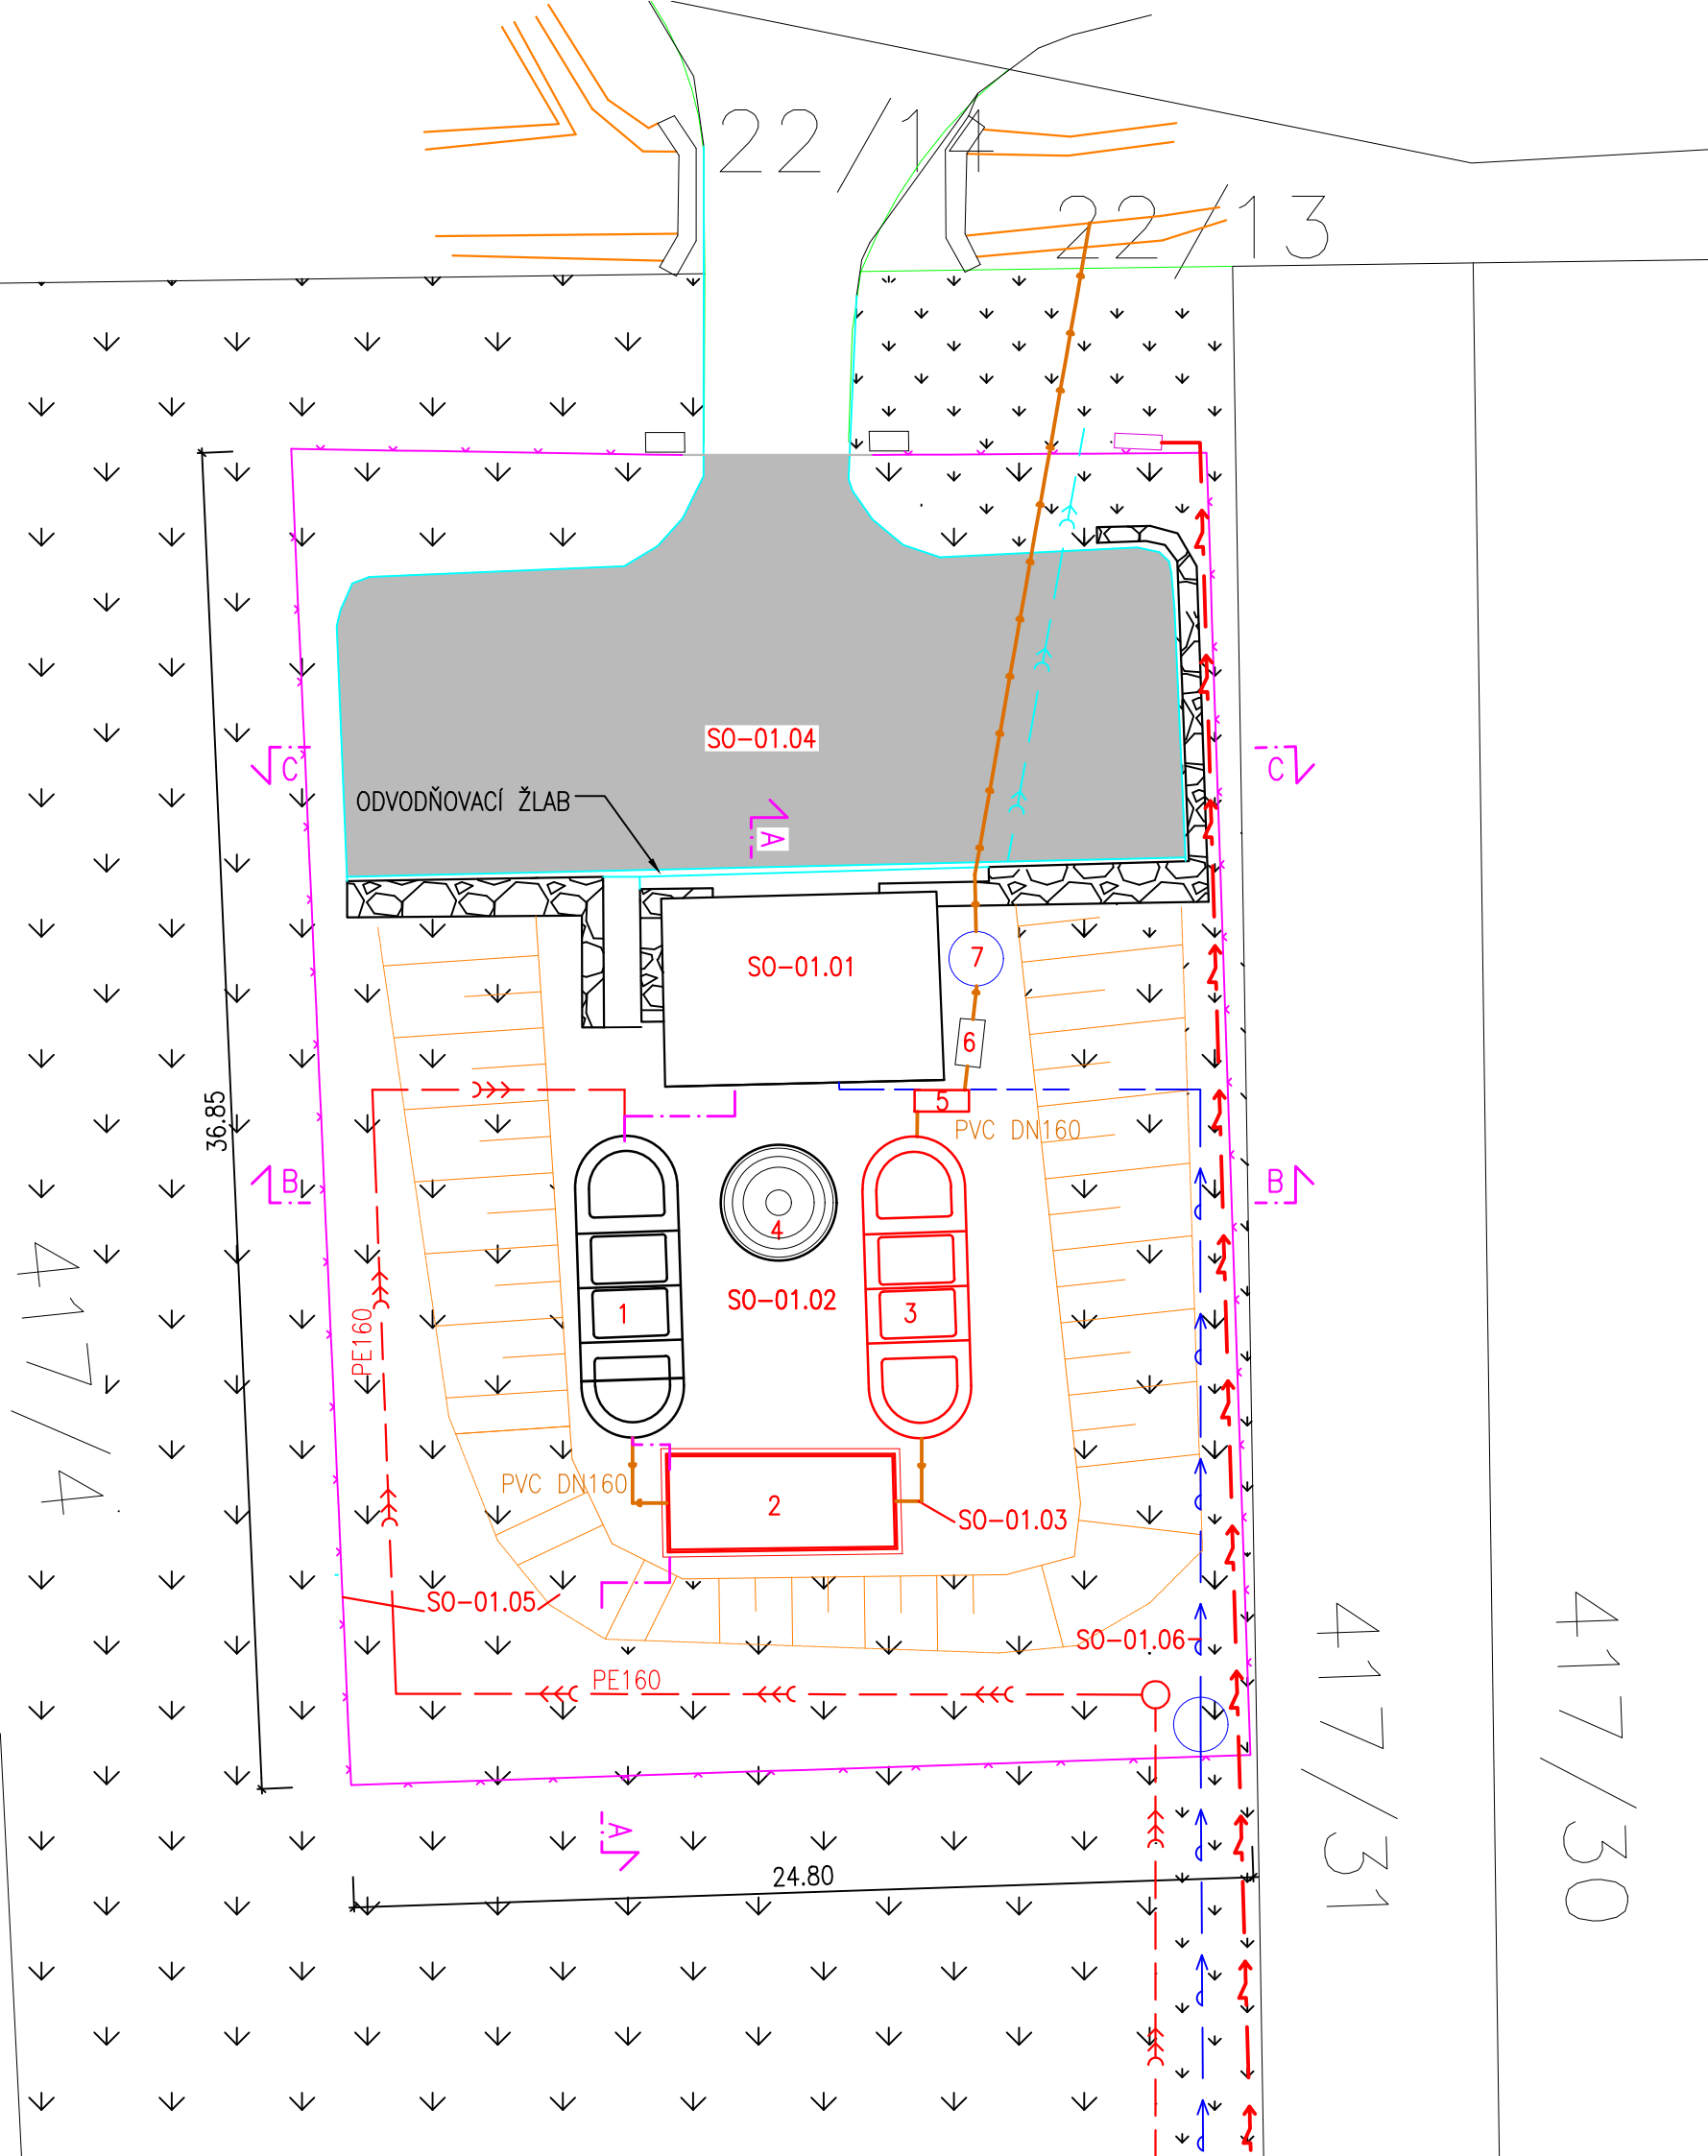 22/14
22/13
SO-01.04
C
C
ODVODŇOVACÍ ŽLAB
A
SO-01.01
7
6
36.85
5
PVC DN160
B
B
4
SO-01.02
1
3
417/4
PE160
PVC DN160
2
SO-01.03
SO-01.05
SO-01.06
PE160
417/31
417/30
A
24.80